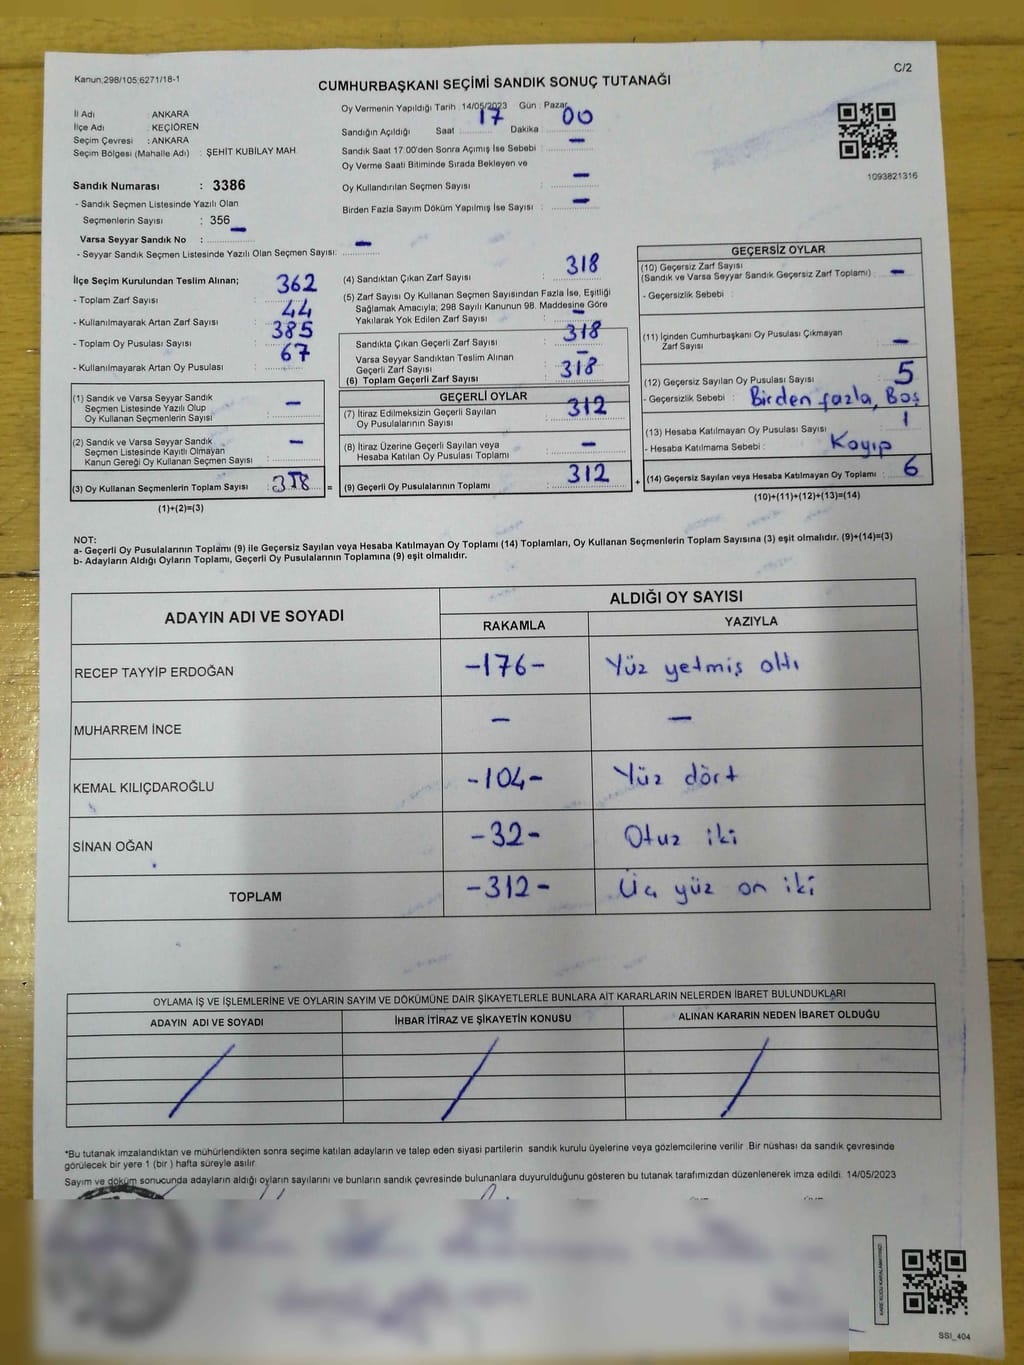 Kanun:298/105;6271/18-1
C/2
CUMHURBAŞKANI SEÇİMİ SANDIK SONUÇ TUTANAĞI
İl Adı : ANKARA
İlçe Adı : KEÇİÖREN
Seçim Çevresi : ANKARA
Seçim Bölgesi (Mahalle Adı) : ŞEHİT KUBİLAY MAH
Sandık Numarası : 3386
- Sandık Seçmen Listesinde Yazılı Olan
Seçmenlerin Sayısı : 356
Varsa Seyyar Sandık No : -
- Seyyar Sandık Seçmen Listesinde Yazılı Olan Seçmen Sayısı: -
Oy Vermenin Yapıldığı Tarih : 14/05/2023 Gün : Pazar
Sandığın Açıldığı Saat 17 Dakika 00
Sandık Saat 17:00'den Sonra Açımış İse Sebebi : -
Oy Verme Saati Bitiminde Sırada Bekleyen ve
Oy Kullandırılan Seçmen Sayısı : -
Birden Fazla Sayım Döküm Yapılmış İse Sayısı : -
1093821316
İlçe Seçim Kurulundan Teslim Alınan;
- Toplam Zarf Sayısı : 362
- Kullanılmayarak Artan Zarf Sayısı : 44
- Toplam Oy Pusulası Sayısı : 385
- Kullanılmayarak Artan Oy Pusulası : 67
(1) Sandık ve Varsa Seyyar Sandık
Seçmen Listesinde Yazılı Olup
Oy Kullanan Seçmenlerin Sayısı : -
(2) Sandık ve Varsa Seyyar Sandık
Seçmen Listesinde Kayıtlı Olmayan
Kanun Gereği Oy Kullanan Seçmen Sayısı : -
(3) Oy Kullanan Seçmenlerin Toplam Sayısı : 318 =
(1)+(2)=(3)
(4) Sandıktan Çıkan Zarf Sayısı : 318
(5) Zarf Sayısı Oy Kullanan Seçmen Sayısından Fazla İse, Eşitliği
Sağlamak Amacıyla; 298 Sayılı Kanunun 98. Maddesine Göre
Yakılarak Yok Edilen Zarf Sayısı : -
Sandıkta Çıkan Geçerli Zarf Sayısı : 318
Varsa Seyyar Sandıktan Teslim Alınan
Geçerli Zarf Sayısı : -
(6) Toplam Geçerli Zarf Sayısı : 318
GEÇERLİ OYLAR
(7) İtiraz Edilmeksizin Geçerli Sayılan
Oy Pusulasının Sayısı : 312
(8) İtiraz Üzerine Geçerli Sayılan veya
Hesaba Katılan Oy Pusulası Toplamı : -
(9) Geçerli Oy Pusulalarının Toplamı : 312 +
GEÇERSİZ OYLAR
(10) Geçersiz Zarf Sayısı
(Sandık ve Varsa Seyyar Sandık Geçersiz Zarf Toplamı) : -
- Geçersizlik Sebebi :
(11) İçinden Cumhurbaşkanı Oy Pusulası Çıkmayan
Zarf Sayısı : -
(12) Geçersiz Sayılan Oy Pusulası Sayısı : 5
- Geçersizlik Sebebi : Birden fazla, Boş
(13) Hesaba Katılmayan Oy Pusulası Sayısı : 1
- Hesaba Katılmama Sebebi : Kayıp
(14) Geçersiz Sayılan veya Hesaba Katılmayan Oy Toplamı : 6
(10)+(11)+(12)+(13)=(14)
NOT:
a- Geçerli Oy Pusulalarının Toplamı (9) ile Geçersiz Sayılan veya Hesaba Katılmayan Oy Toplamı (14) Toplamları, Oy Kullanan Seçmenlerin Toplam Sayısına (3) eşit olmalıdır. (9)+(14)=(3)
b- Adayların Aldığı Oyların Toplamı, Geçerli Oy Pusulalarının Toplamına (9) eşit olmalıdır.
ADAYIN ADI VE SOYADI
ALDIĞI OY SAYISI
RAKAMLA YAZIYLA
RECEP TAYYİP ERDOĞAN -176- Yüz yetmiş altı
MUHARREM İNCE - -
KEMAL KILIÇDAROĞLU -104- Yüz dört
SİNAN OĞAN -32- Otuz iki
TOPLAM -312- Üç yüz on iki
OYLAMA İŞ VE İŞLEMLERİNE VE OYLARIN SAYIM VE DÖKÜMÜNE DAİR ŞİKAYETLERLE BUNLARA AİT KARARLARIN NELERDEN İBARET BULUNDUKLARI
ADAYIN ADI VE SOYADI İHBAR İTİRAZ VE ŞİKAYETİN KONUSU ALINAN KARARIN NEDEN İBARET OLDUĞU
/ / /
*Bu tutanak imzalandıktan ve mühürlendikten sonra seçime katılan adayların ve talep eden siyasi partilerin sandık kurulu üyelerine veya gözlemcilerine verilir. Bir nüshası da sandık çevresinde
görülecek bir yere 1 (bir ) hafta süreyle asılır.
Sayım ve döküm sonucunda adayların aldığı oyların sayılarını ve bunların sandık çevresinde bulunanlara duyurulduğunu gösteren bu tutanak tarafımızdan düzenlenerek imza edildi. 14/05/2023
SSI_404